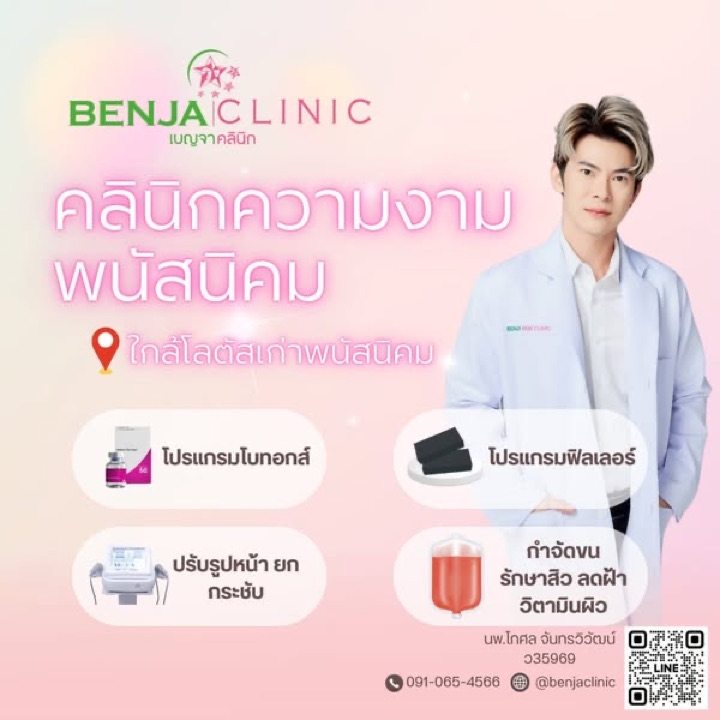 BENJA CLINIC
เบญจาคลินิก
คลินิกความงาม
พนัสนิคม
ใกล้โลตัสเก่าพนัสนิคม
โปรแกรมโบทอกส์
โปรแกรมฟิลเลอร์
ปรับรูปหน้า ยก
กระชับ
กำจัดขน
รักษาสิว ลดฝ้า
วิตามินผิว
นพ.โกศล จันทรวิวัฒน์
ว35969
091-065-4566 @benjaclinic
LINE